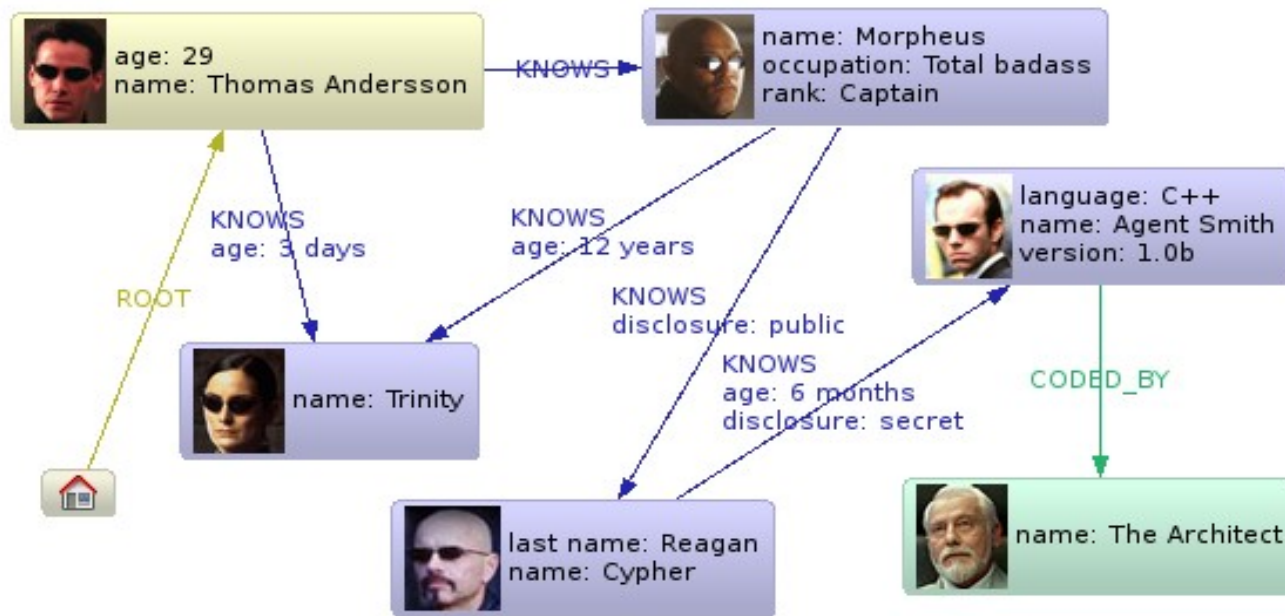 age: 29
name: Thomas Andersson
KNOWS
name: Morpheus
occupation: Total badass
rank: Captain
KNOWS
age: 3 days
KNOWS
age: 12 years
language: C++
name: Agent Smith
version: 1.0b
ROOT
KNOWS
disclosure: public
name: Trinity
KNOWS
age: 6 months
disclosure: secret
CODED_BY
last name: Reagan
name: Cypher
name: The Architect